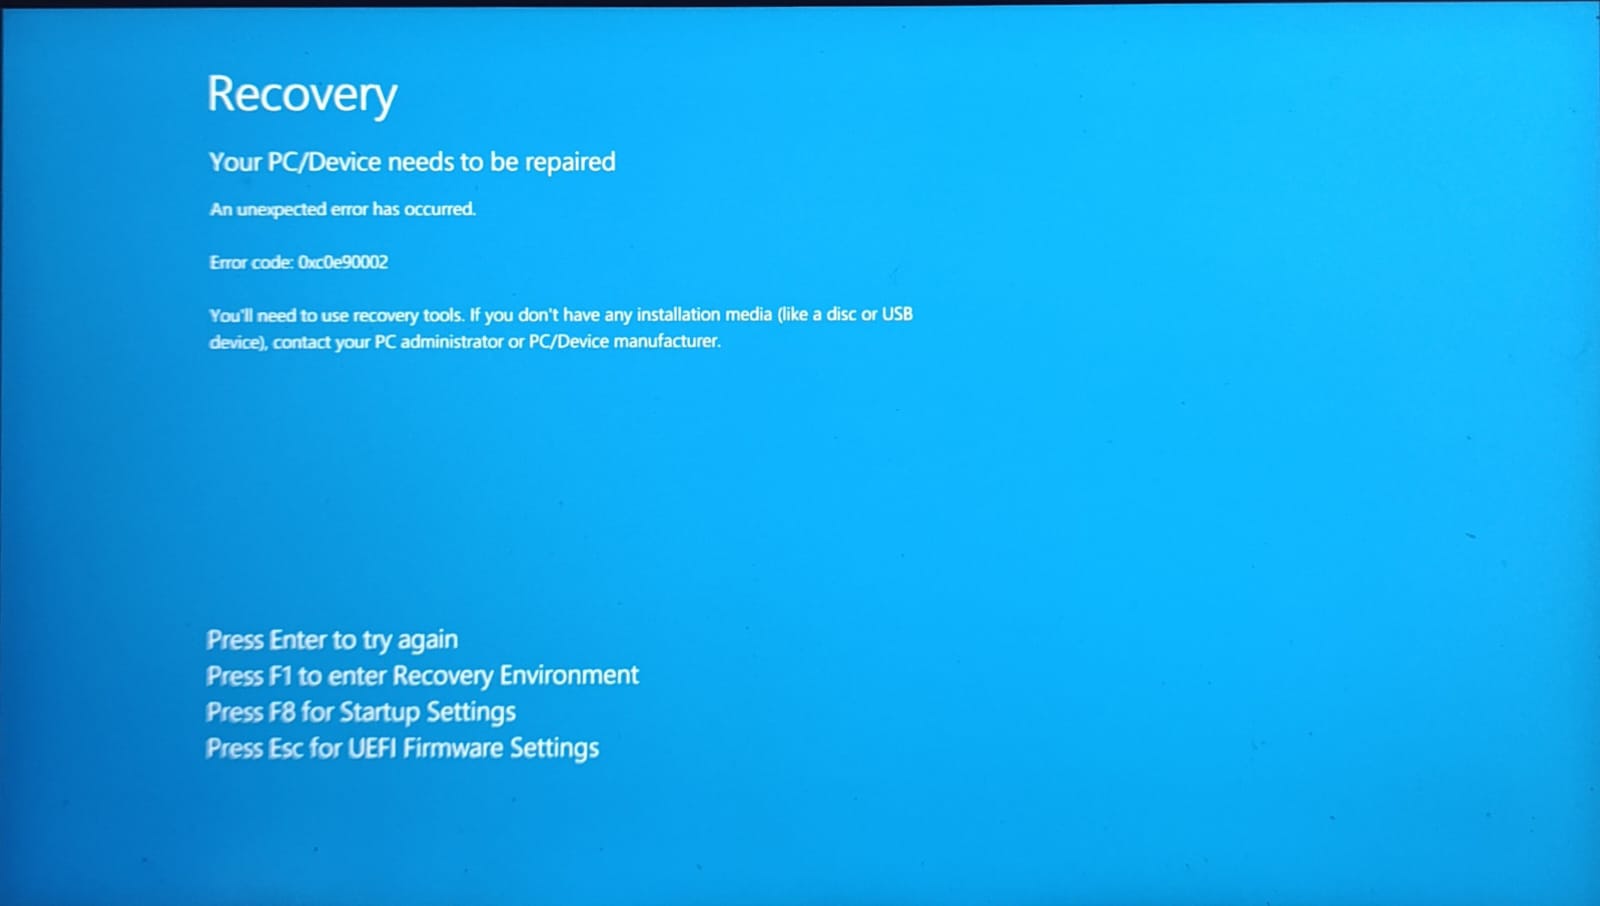 Recovery
Your PC/Device needs to be repaired
An unexpected error has occurred.
Error code: 0xc0e90002
You'll need to use recovery tools. If you don't have any installation media (like a disc or USB
device), contact your PC administrator or PC/Device manufacturer.
Press Enter to try again
Press F1 to enter Recovery Environment
Press F8 for Startup Settings
Press Esc for UEFI Firmware Settings